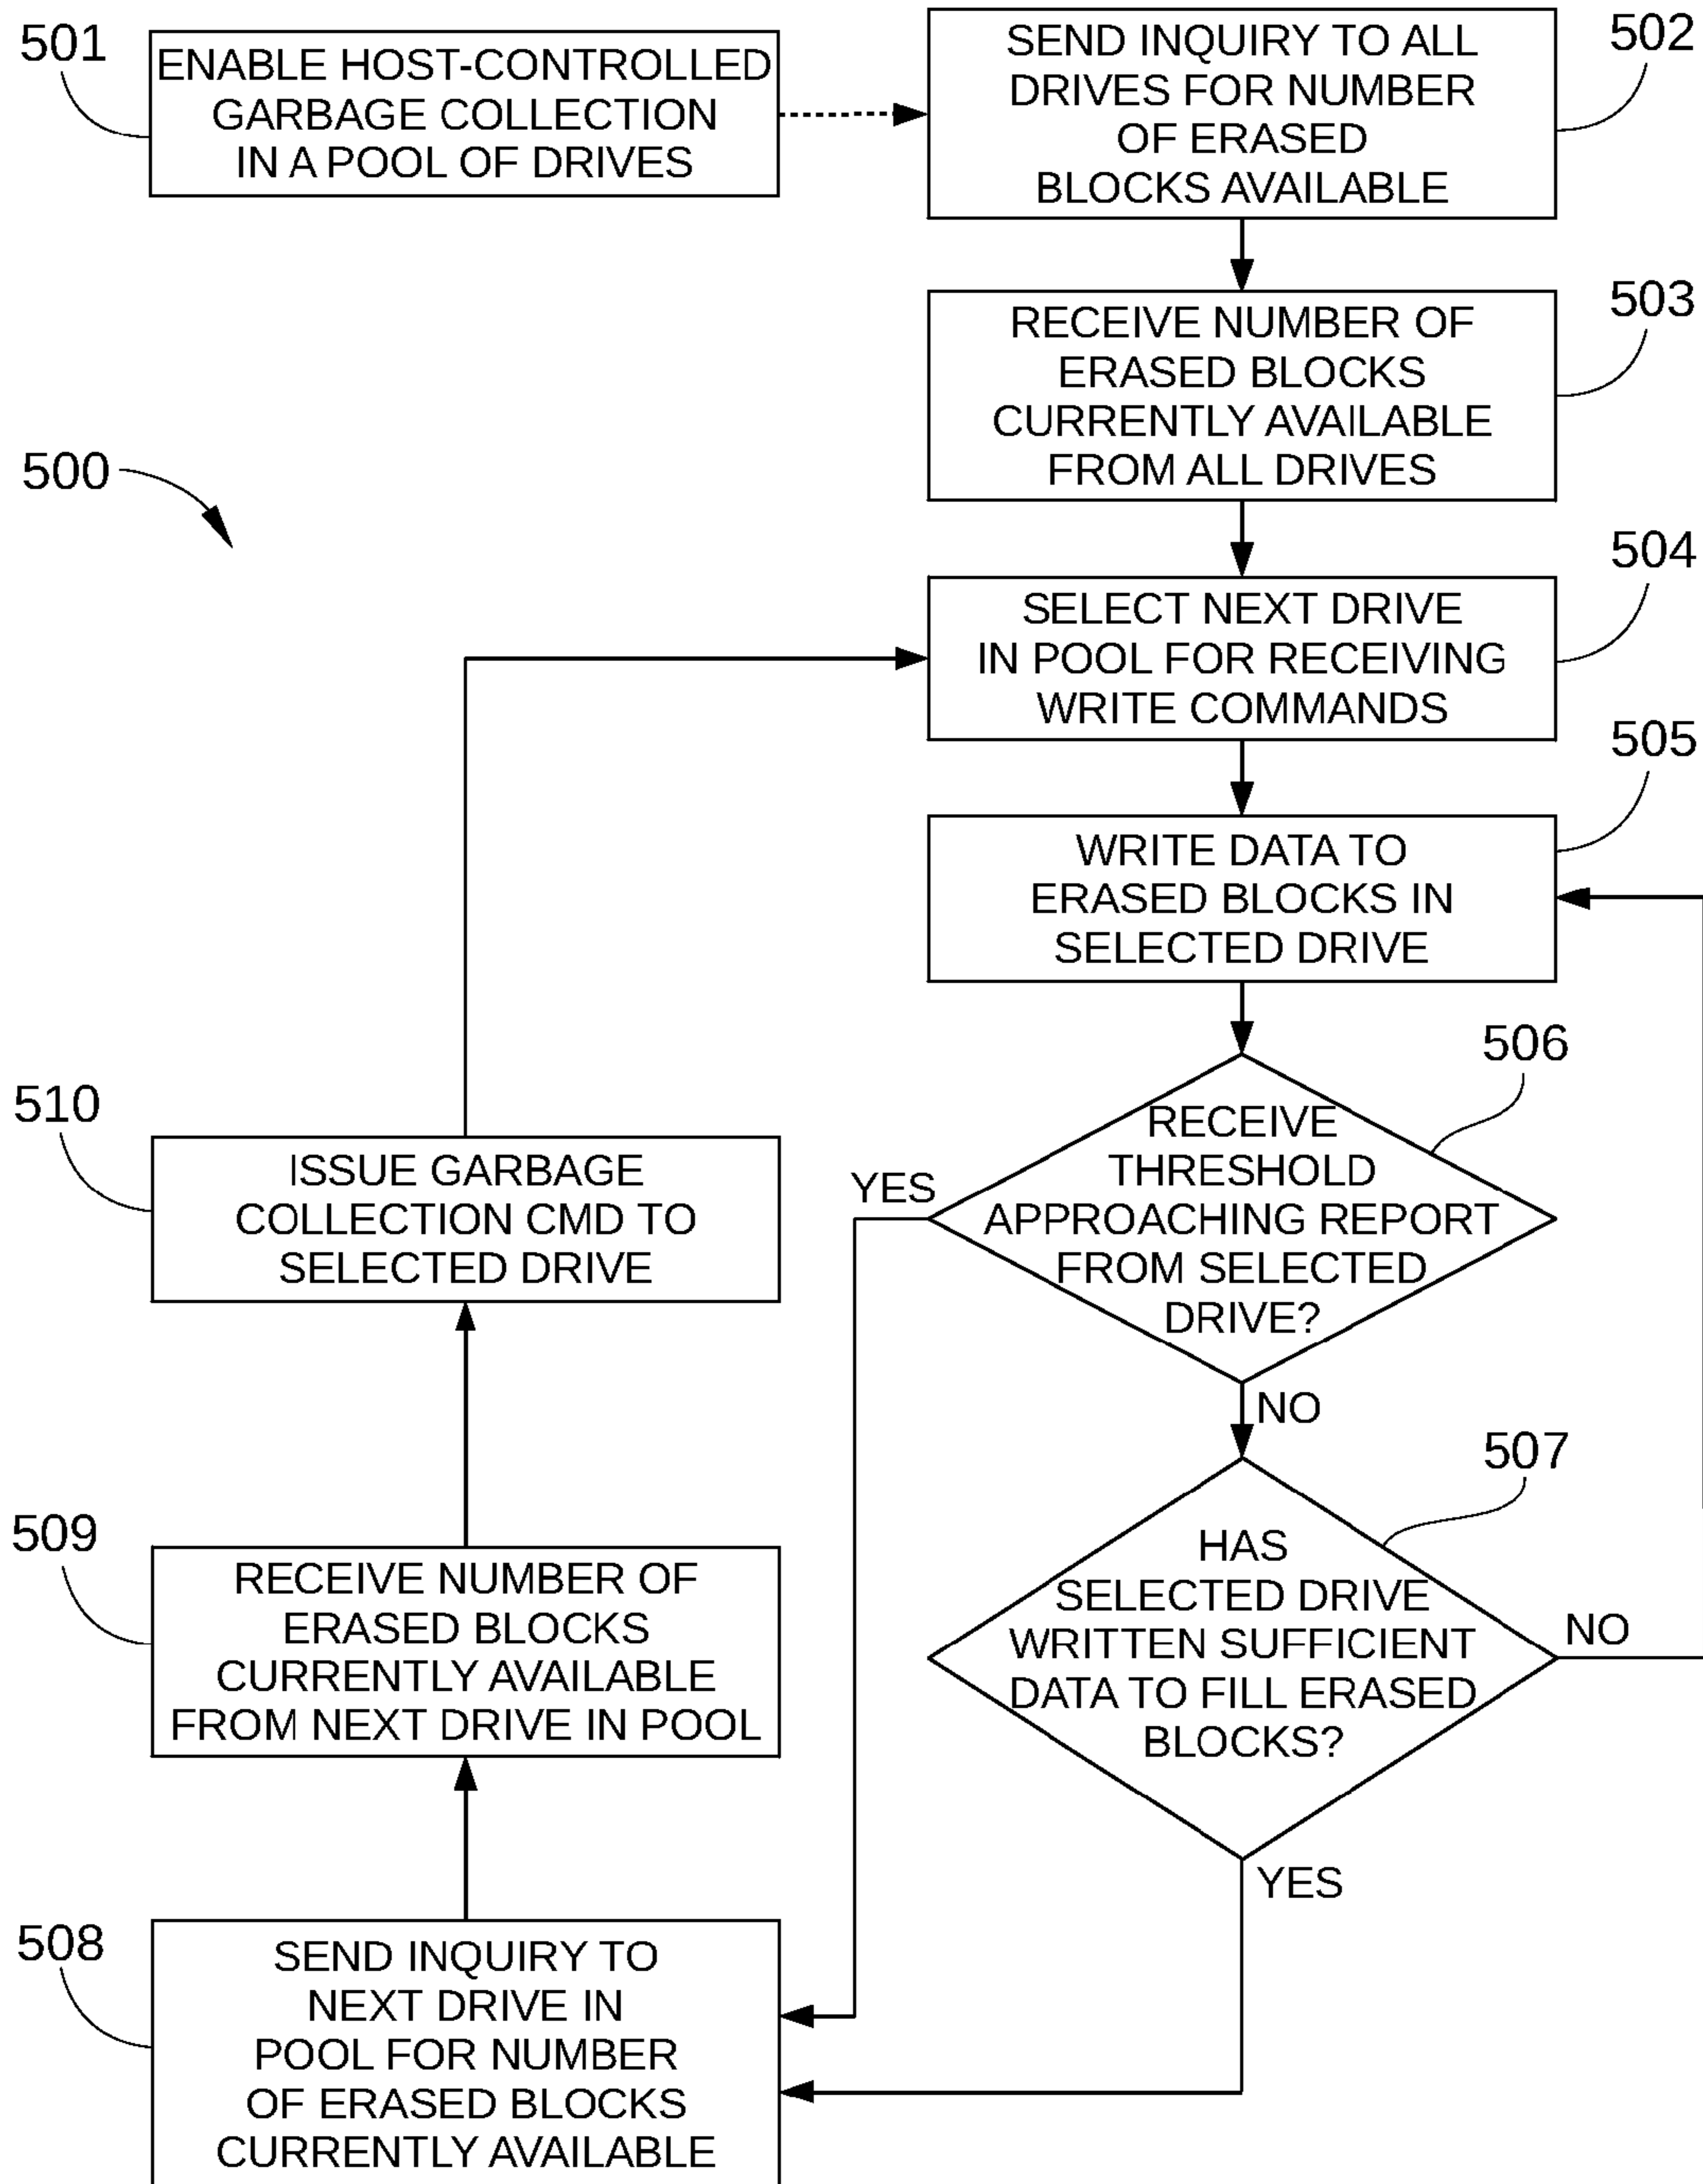 501
ENABLE HOST-CONTROLLED
GARBAGE COLLECTION
IN A POOL OF DRIVES
502
SEND INQUIRY TO ALL
DRIVES FOR NUMBER
OF ERASED
BLOCKS AVAILABLE
503
RECEIVE NUMBER OF
ERASED BLOCKS
CURRENTLY AVAILABLE
FROM ALL DRIVES
500
504
SELECT NEXT DRIVE
IN POOL FOR RECEIVING
WRITE COMMANDS
505
WRITE DATA TO
ERASED BLOCKS IN
SELECTED DRIVE
506
RECEIVE
THRESHOLD
APPROACHING REPORT
FROM SELECTED
DRIVE?
YES
NO
507
HAS
SELECTED DRIVE
WRITTEN SUFFICIENT
DATA TO FILL ERASED
BLOCKS?
NO
YES
508
SEND INQUIRY TO
NEXT DRIVE IN
POOL FOR NUMBER
OF ERASED BLOCKS
CURRENTLY AVAILABLE
509
RECEIVE NUMBER OF
ERASED BLOCKS
CURRENTLY AVAILABLE
FROM NEXT DRIVE IN POOL
510
ISSUE GARBAGE
COLLECTION CMD TO
SELECTED DRIVE